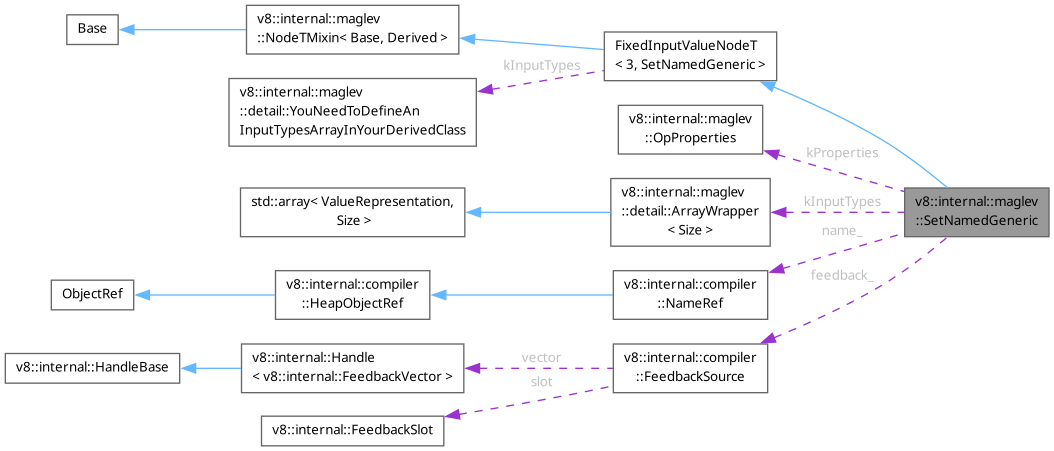 Base
v8::internal::maglev
::NodeTMixin< Base, Derived >
FixedInputValueNodeT
< 3, SetNamedGeneric >
kInputTypes
v8::internal::maglev
::detail::YouNeedToDefineAn
InputTypesArrayInYourDerivedClass
v8::internal::maglev
::OpProperties
kProperties
std::array< ValueRepresentation,
Size >
v8::internal::maglev
::detail::ArrayWrapper
< Size >
kInputTypes
v8::internal::maglev
::SetNamedGeneric
name_
feedback_
ObjectRef
v8::internal::compiler
::HeapObjectRef
v8::internal::compiler
::NameRef
v8::internal::HandleBase
v8::internal::Handle
< v8::internal::FeedbackVector >
vector
slot
v8::internal::compiler
::FeedbackSource
v8::internal::FeedbackSlot